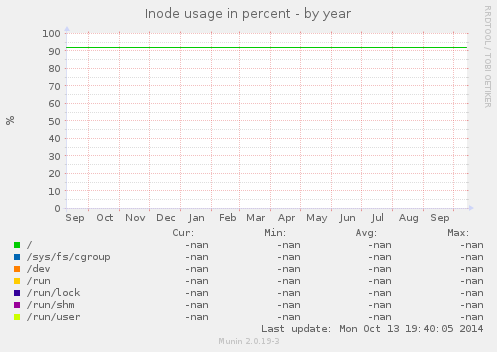 Inode usage in percent - by year
RRDTOOL / TOBI OETIKER
%
100
90
80
70
60
50
40
30
20
10
0
Sep Oct Nov Dec Jan Feb Mar Apr May Jun Jul Aug Sep
Cur: Min: Avg: Max:
/ -nan -nan -nan -nan
/sys/fs/cgroup -nan -nan -nan -nan
/dev -nan -nan -nan -nan
/run -nan -nan -nan -nan
/run/lock -nan -nan -nan -nan
/run/shm -nan -nan -nan -nan
/run/user -nan -nan -nan -nan
Last update: Mon Oct 13 19:40:05 2014
Munin 2.0.19-3